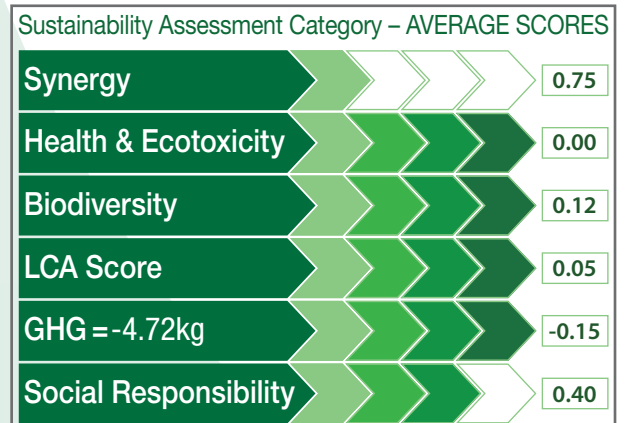 Sustainability Assessment Category – AVERAGE SCORES
Synergy 0.75
Health & Ecotoxicity 0.00
Biodiversity 0.12
LCA Score 0.05
GHG = -4.72kg -0.15
Social Responsibility 0.40